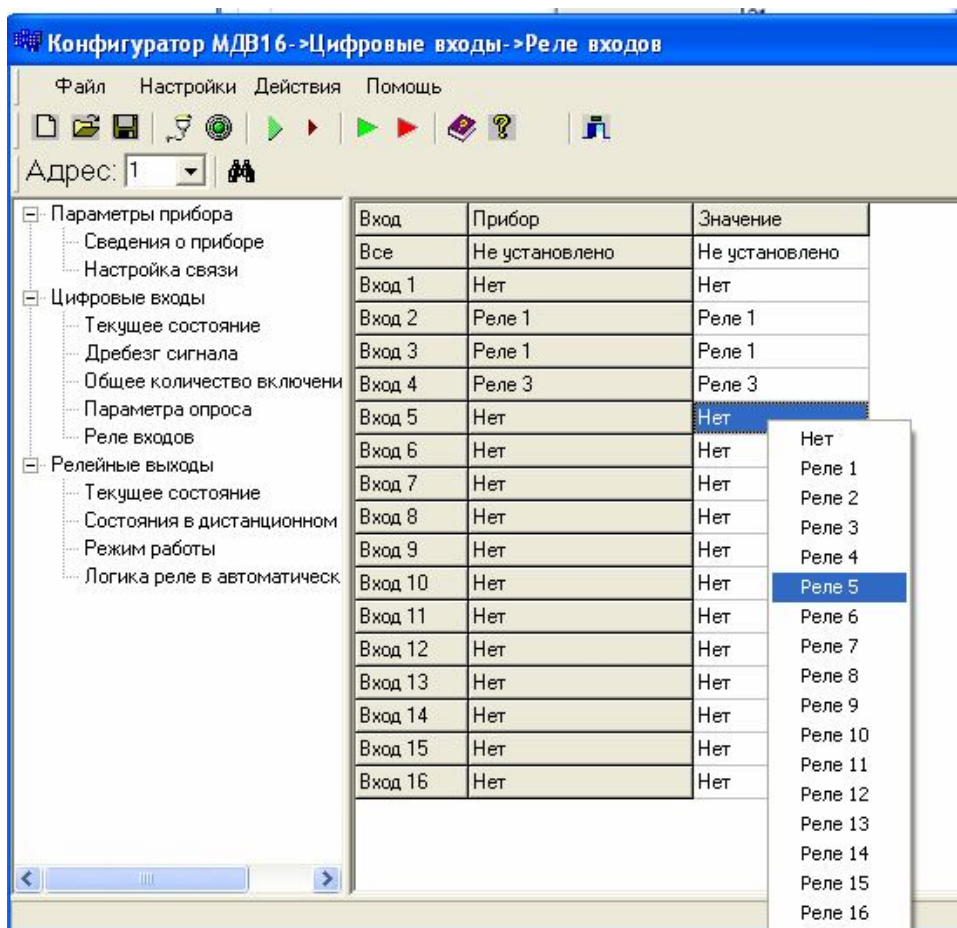 Конфигуратор МДВ16->Цифровые входы->Реле входов
Файл Настройки Действия Помощь
Адрес: 1
Параметры прибора
Сведения о приборе
Настройка связи
Цифровые входы
Текущее состояние
Дребезг сигнала
Общее количество включени
Параметра опроса
Реле входов
Релейные выходы
Текущее состояние
Состояния в дистанционном
Режим работы
Логика реле в автоматическ
Вход Прибор Значение
Все Не установлено Не установлено
Вход 1 Нет Нет
Вход 2 Реле 1 Реле 1
Вход 3 Реле 1 Реле 1
Вход 4 Реле 3 Реле 3
Вход 5 Нет Нет
Вход 6 Нет Нет
Вход 7 Нет Нет
Вход 8 Нет Нет
Вход 9 Нет Нет
Вход 10 Нет Нет
Вход 11 Нет Нет
Вход 12 Нет Нет
Вход 13 Нет Нет
Вход 14 Нет Нет
Вход 15 Нет Нет
Вход 16 Нет Нет
Нет
Реле 1
Реле 2
Реле 3
Реле 4
Реле 5
Реле 6
Реле 7
Реле 8
Реле 9
Реле 10
Реле 11
Реле 12
Реле 13
Реле 14
Реле 15
Реле 16